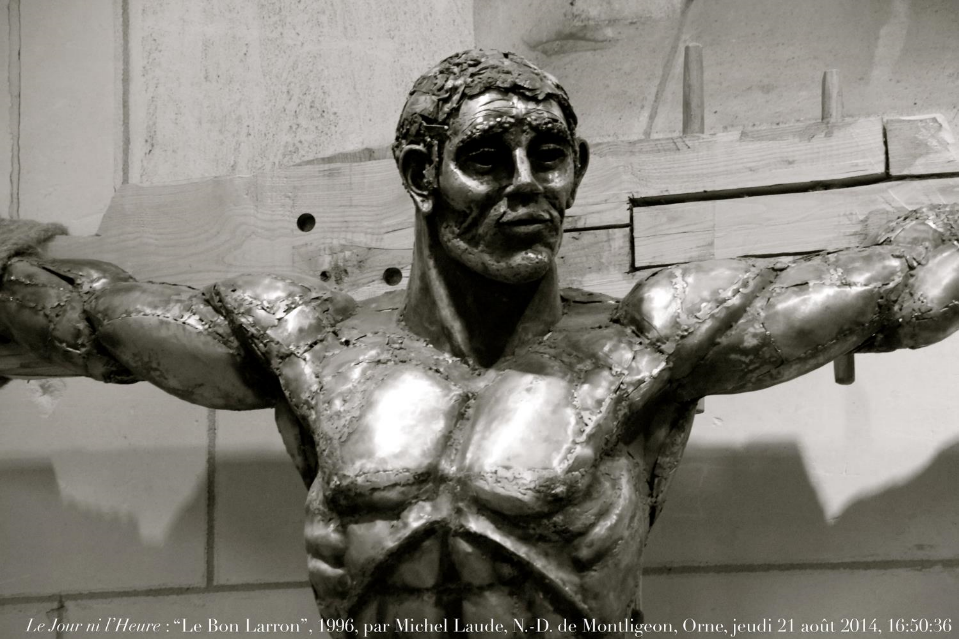 Le Jour ni l’Heure : “Le Bon Larron”, 1996, par Michel Laude, N.-D. de Montligeon, Orne, jeudi 21 août 2014, 16:50:36